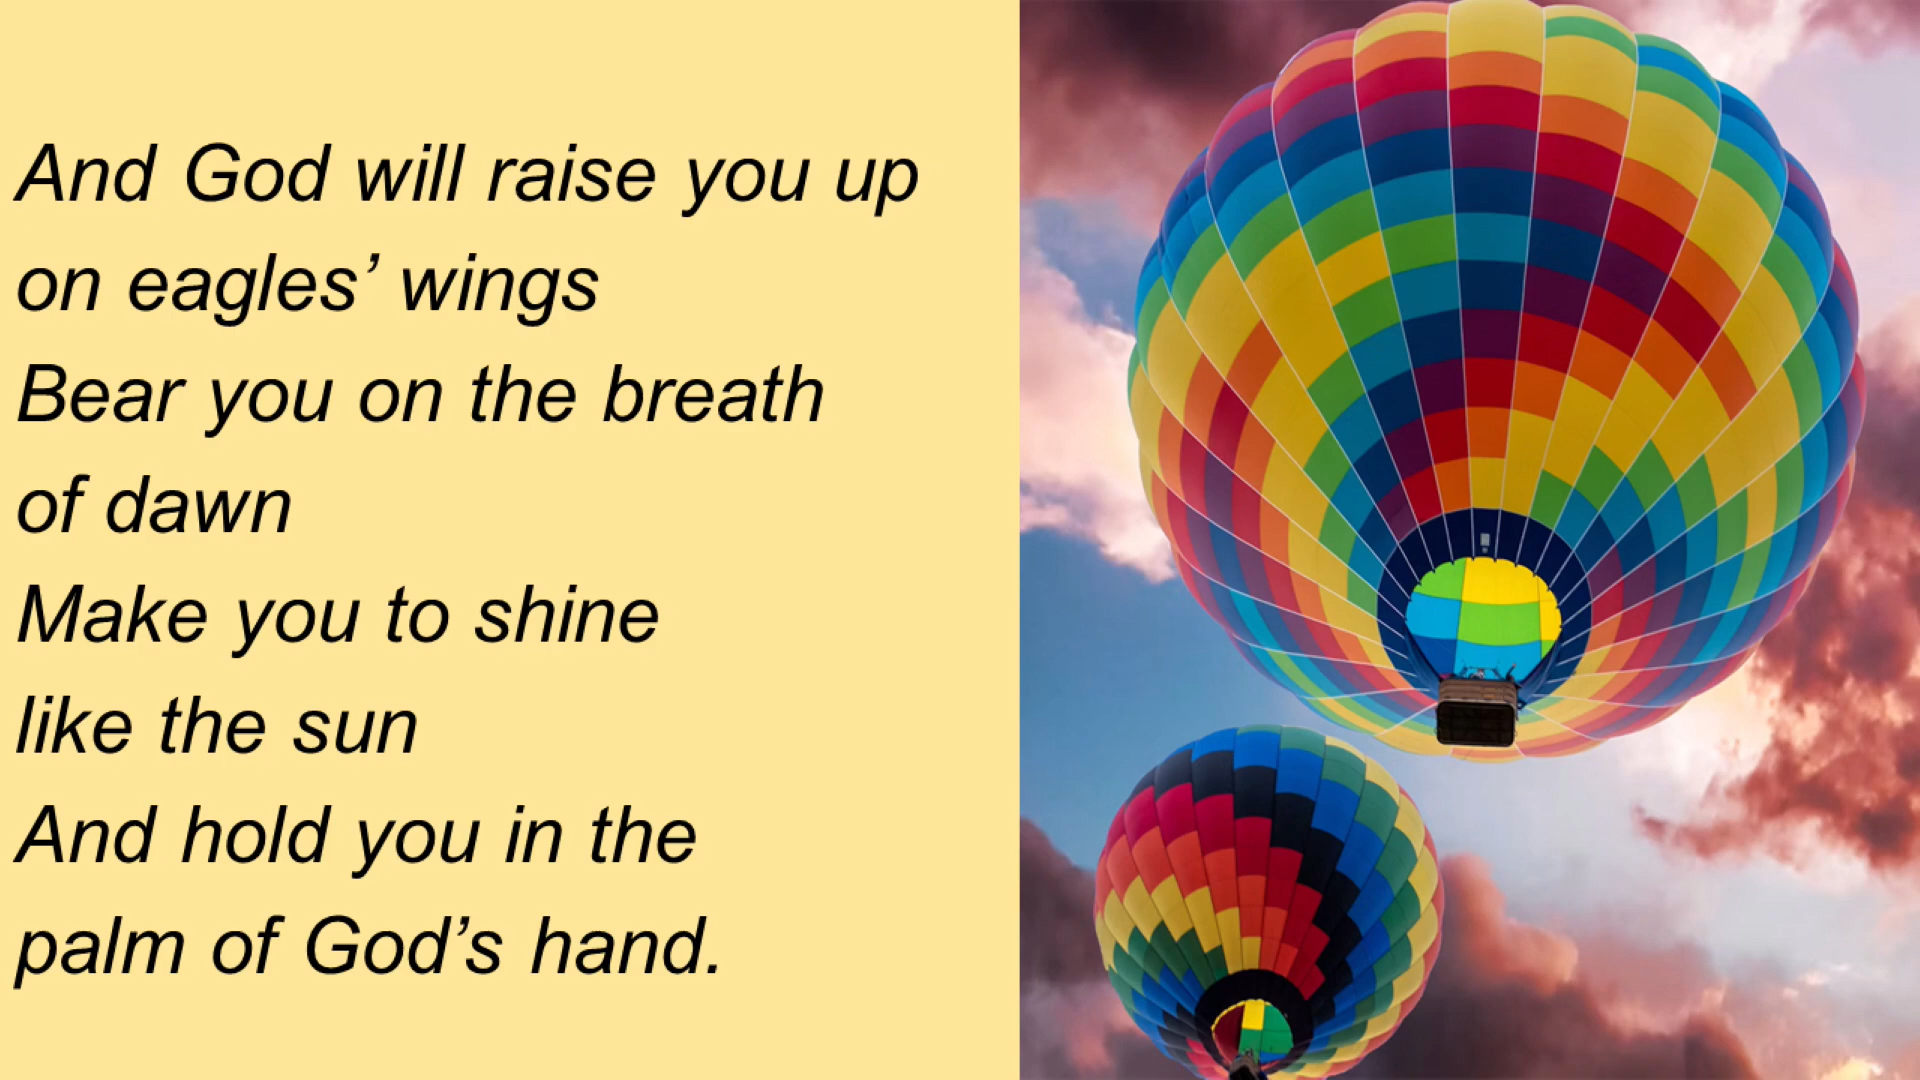 And God will raise you up
on eagles’ wings
Bear you on the breath
of dawn
Make you to shine
like the sun
And hold you in the
palm of God’s hand.